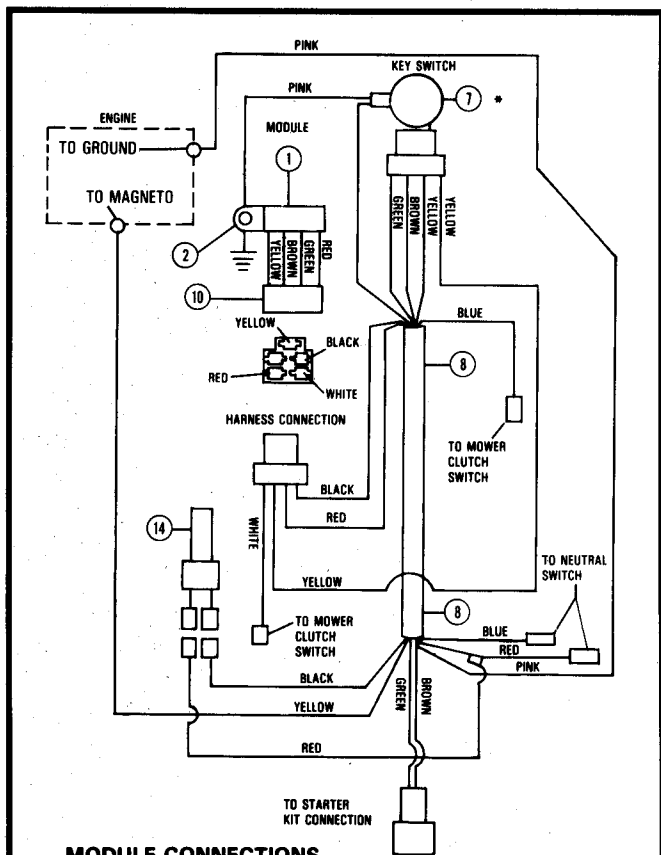 PINK
KEY SWITCH
PINK
7 *
ENGINE
MODULE
TO GROUND
1
TO MAGNETO
GREEN
BROWN
YELLOW
YELLOW
2
YELLOW
BROWN
GREEN
RED
10
YELLOW
BLACK
BLUE
8
RED
WHITE
HARNESS CONNECTION
TO MOWER
CLUTCH
SWITCH
BLACK
14
WHITE
RED
TO NEUTRAL
SWITCH
YELLOW
8
TO MOWER
CLUTCH
SWITCH
BLUE
RED
PINK
BLACK
GREEN
BROWN
YELLOW
RED
TO STARTER
KIT CONNECTION
MODULE CONNECTIONS